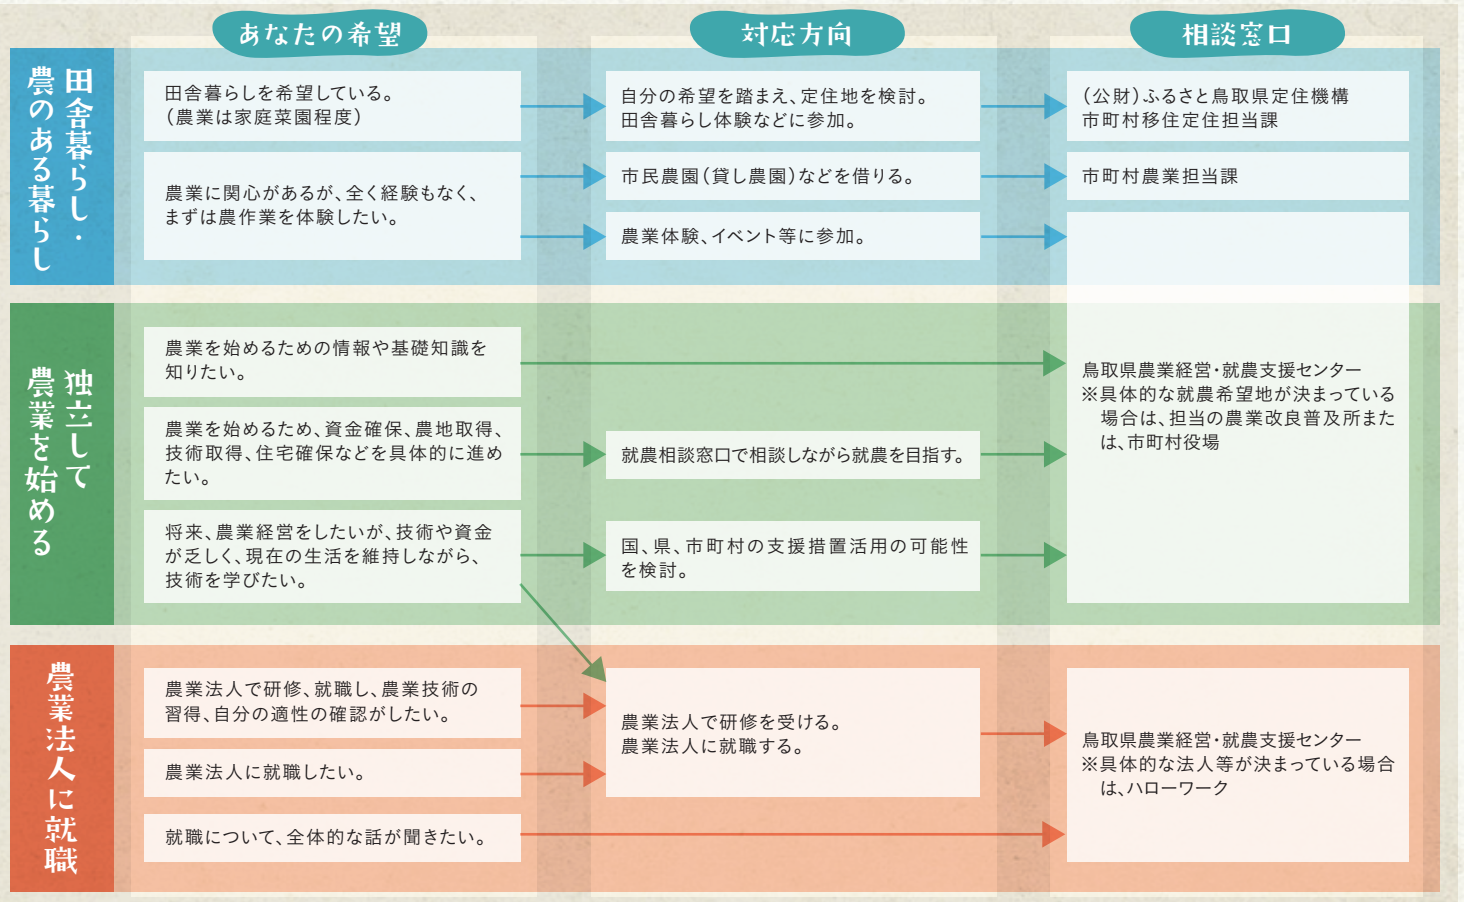 あなたの希望
対応方向
相談窓口
田舎暮らし・
農のある暮らし
田舎暮らしを希望している。
（農業は家庭菜園程度）
自分の希望を踏まえ、定住地を検討。
田舎暮らし体験などに参加。
（公財）ふるさと鳥取県定住機構
市町村移住定住担当課
農業に関心があるが、全く経験もなく、
まずは農作業を体験したい。
市民農園（貸し農園）などを借りる。
市町村農業担当課
農業体験、イベント等に参加。
独立して
農業を始める
農業を始めるための情報や基礎知識を
知りたい。
農業を始めるため、資金確保、農地取得、
技術取得、住宅確保などを具体的に進め
たい。
就農相談窓口で相談しながら就農を目指す。
将来、農業経営をしたいが、技術や資金
が乏しく、現在の生活を維持しながら、
技術を学びたい。
国、県、市町村の支援措置活用の可能性
を検討。
鳥取県農業経営・就農支援センター
※具体的な就農希望地が決まっている
場合は、担当の農業改良普及所また
は、市町村役場
農業法人に就職
農業法人で研修、就職し、農業技術の
習得、自分の適性の確認がしたい。
農業法人に就職したい。
就職について、全体的な話が聞きたい。
農業法人で研修を受ける。
農業法人に就職する。
鳥取県農業経営・就農支援センター
※具体的な法人等が決まっている場合
は、ハローワーク